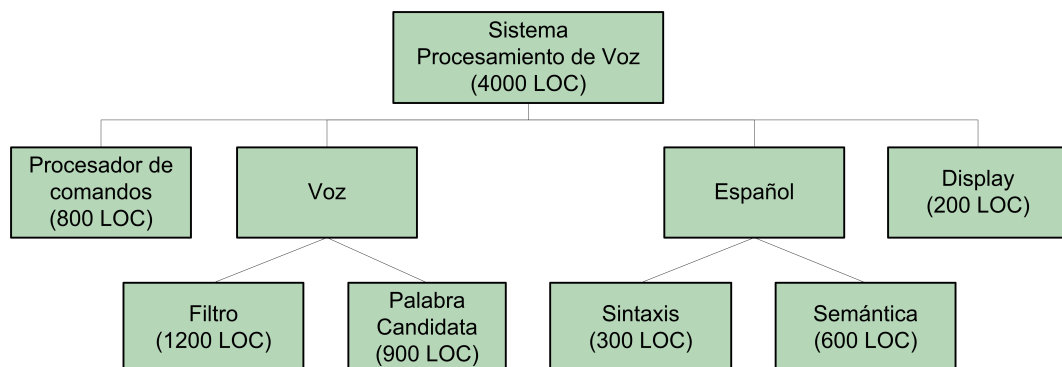 Sistema
Procesamiento de Voz
(4000 LOC)
Procesador de
comandos
(800 LOC)
Voz
Español
Display
(200 LOC)
Filtro
(1200 LOC)
Palabra
Candidata
(900 LOC)
Sintaxis
(300 LOC)
Semántica
(600 LOC)